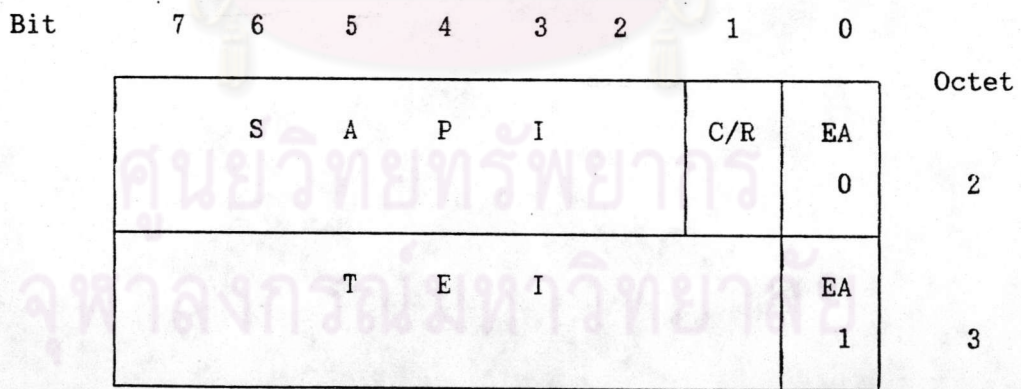 Bit 7 6 5 4 3 2 1 0
Octet
S A P I C/R EA
0 2
T E I EA
1 3
ศูนย์วิทยทรัพยากร
จุฬาลงกรณ์มหาวิทยาลัย